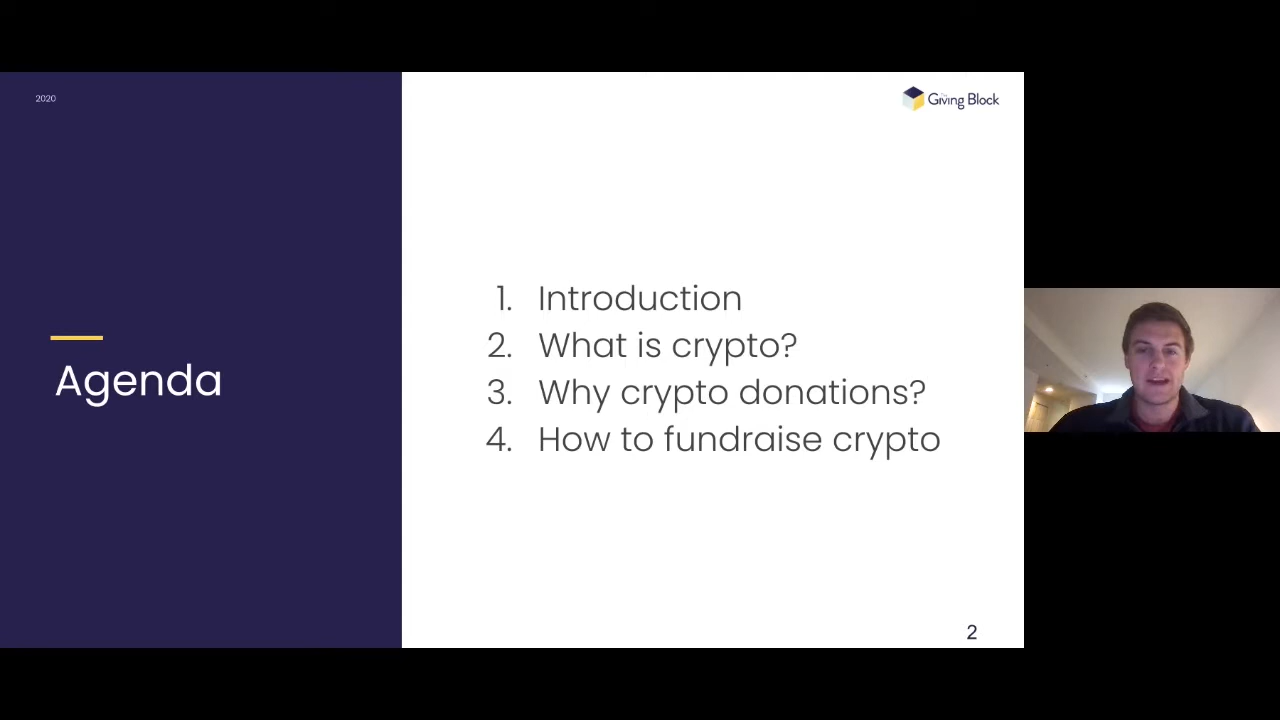 2020
The
Giving Block
Agenda
1. Introduction
2. What is crypto?
3. Why crypto donations?
4. How to fundraise crypto
2